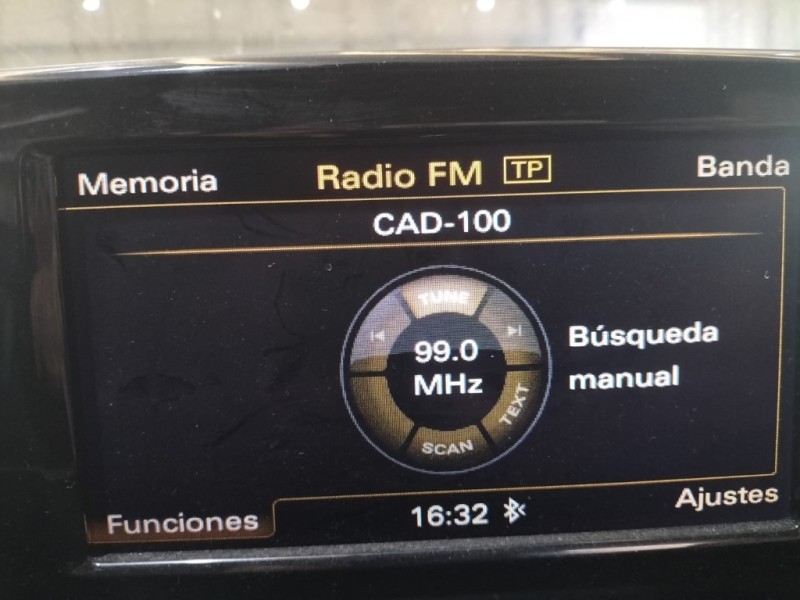 Memoria
Radio FM TP
Banda
CAD-100
TUNE
99.0
MHz
TEXT
SCAN
Búsqueda
manual
Funciones
16:32
Ajustes